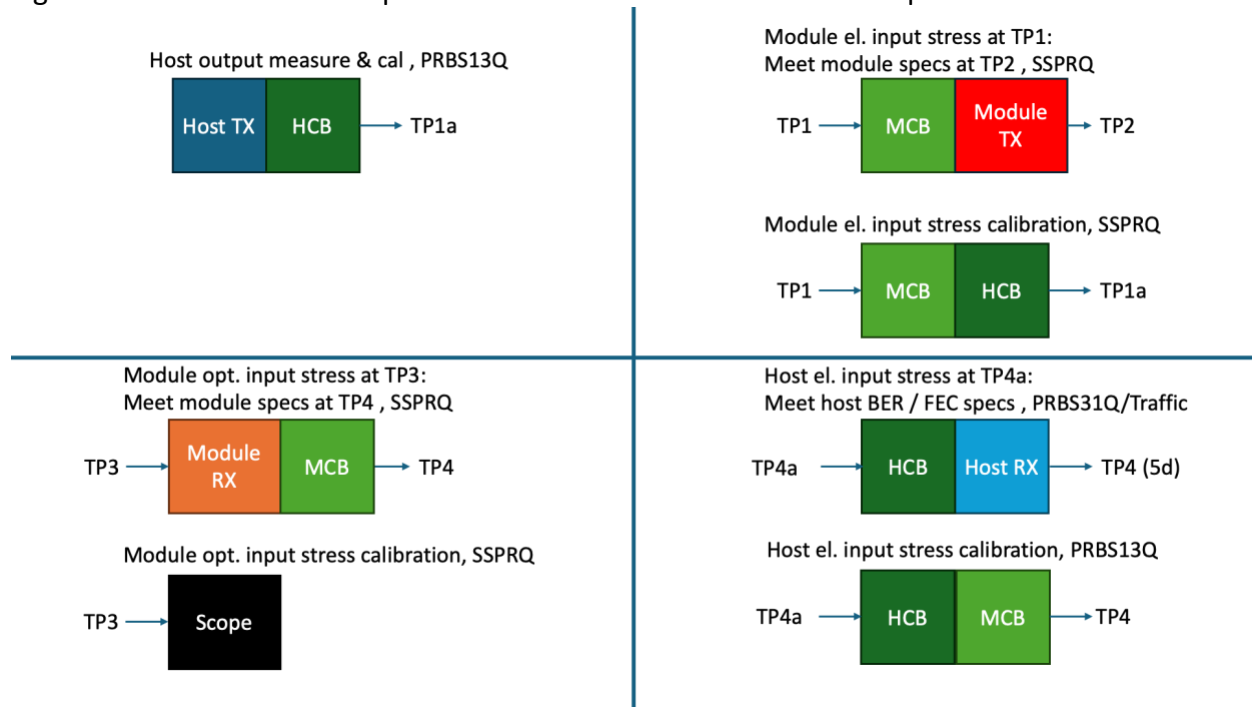 Host output measure & cal , PRBS13Q
Host TX
HCB
TP1a
Module el. input stress at TP1:
Meet module specs at TP2 , SSPRQ
TP1
MCB
Module
TX
TP2
Module el. input stress calibration, SSPRQ
TP1
MCB
HCB
TP1a
Module opt. input stress at TP3:
Meet module specs at TP4 , SSPRQ
TP3
Module
RX
MCB
TP4
Module opt. input stress calibration, SSPRQ
TP3
Scope
Host el. input stress at TP4a:
Meet host BER / FEC specs , PRBS31Q/Traffic
TP4a
HCB
Host RX
TP4 (5d)
Host el. input stress calibration, PRBS13Q
TP4a
HCB
MCB
TP4